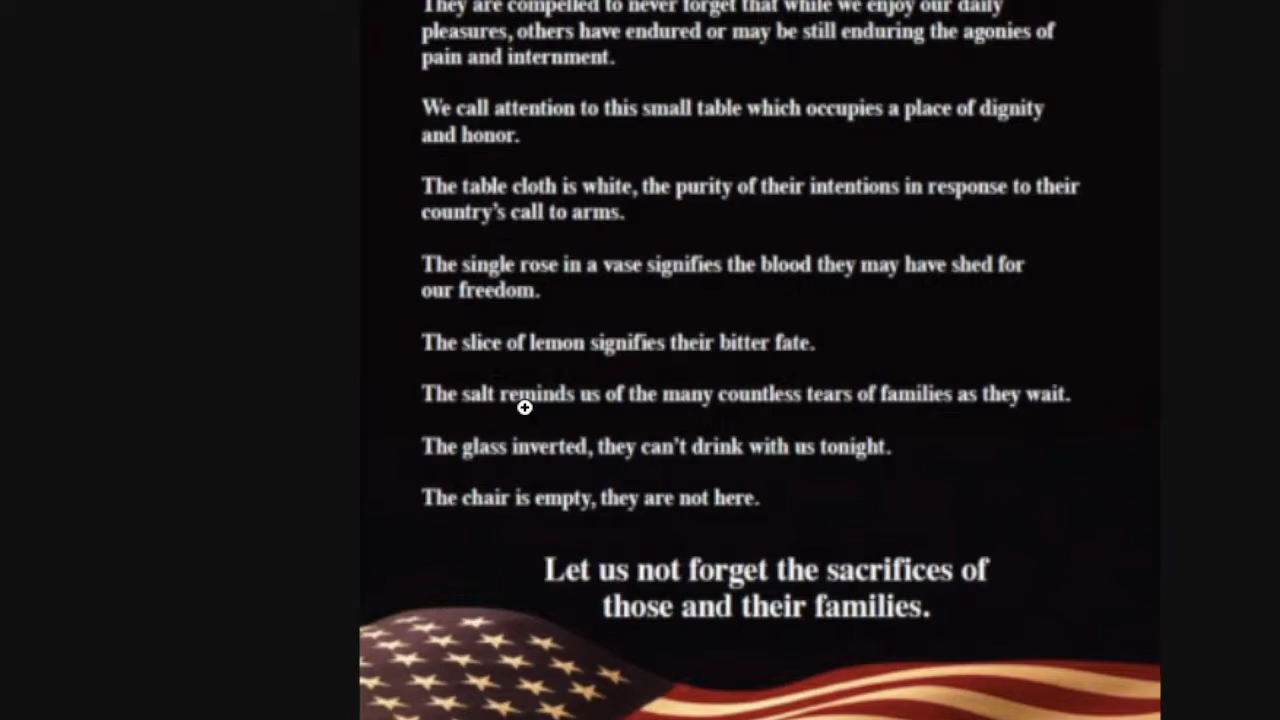 They are compelled to never forget that while we enjoy our daily
pleasures, others have endured or may be still enduring the agonies of
pain and internment.
We call attention to this small table which occupies a place of dignity
and honor.
The table cloth is white, the purity of their intentions in response to their
country's call to arms.
The single rose in a vase signifies the blood they may have shed for
our freedom.
The slice of lemon signifies their bitter fate.
The salt reminds us of the many countless tears of families as they wait.
The glass inverted, they can't drink with us tonight.
The chair is empty, they are not here.
Let us not forget the sacrifices of
those and their families.